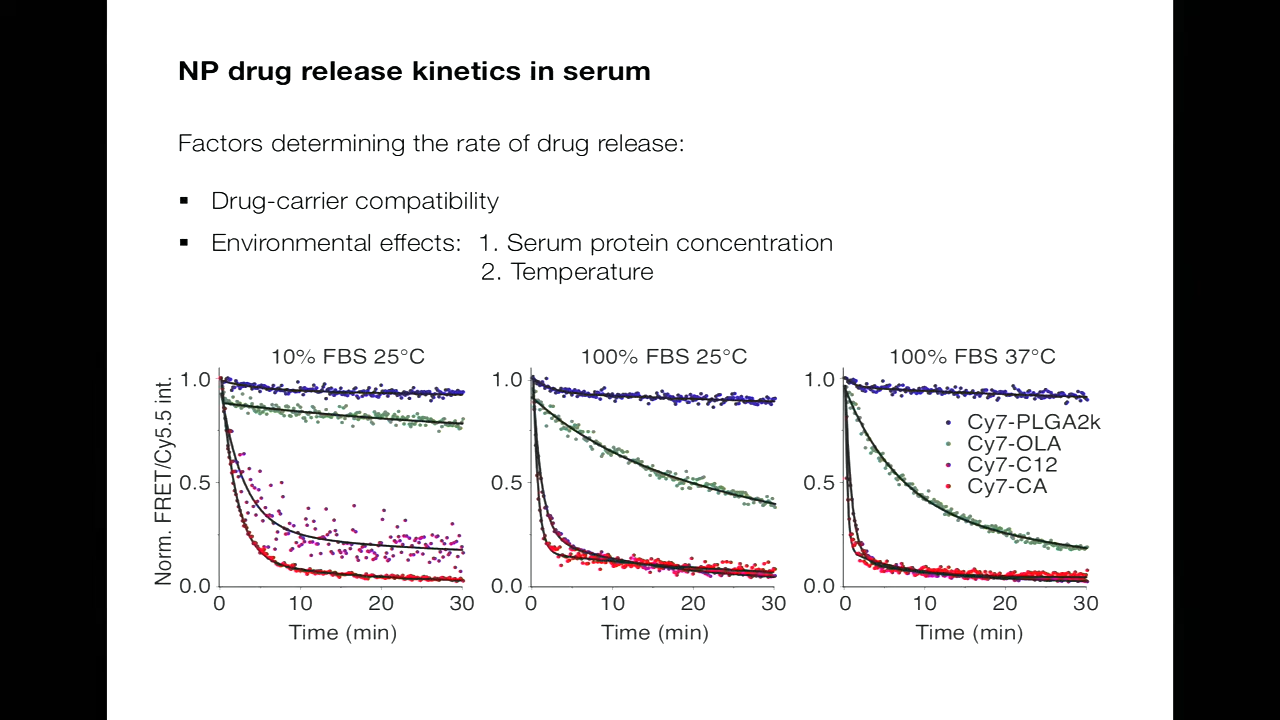 NP drug release kinetics in serum
Factors determining the rate of drug release:
▪ Drug-carrier compatibility
▪ Environmental effects: 1. Serum protein concentration
2. Temperature
10% FBS 25°C
100% FBS 25°C
100% FBS 37°C
Norm. FRET/Cy5.5 int.
1.0
0.5
0.0
0 10 20 30
Time (min)
1.0
0.5
0.0
0 10 20 30
Time (min)
1.0
0.5
0.0
0 10 20 30
Time (min)
Cy7-PLGA2k
Cy7-OLA
Cy7-C12
Cy7-CA